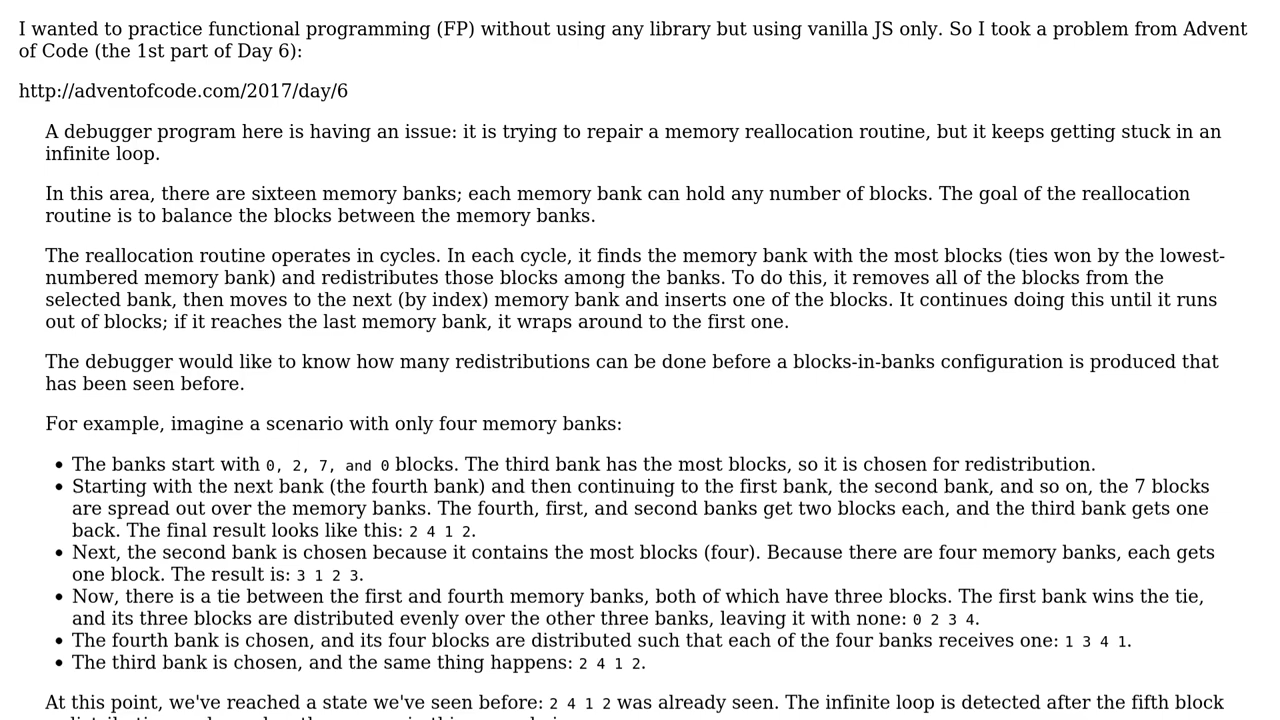 I wanted to practice functional programming (FP) without using any library but using vanilla JS only. So I took a problem from Advent
of Code (the 1st part of Day 6):
http://adventofcode.com/2017/day/6
A debugger program here is having an issue: it is trying to repair a memory reallocation routine, but it keeps getting stuck in an
infinite loop.
In this area, there are sixteen memory banks; each memory bank can hold any number of blocks. The goal of the reallocation
routine is to balance the blocks between the memory banks.
The reallocation routine operates in cycles. In each cycle, it finds the memory bank with the most blocks (ties won by the lowest-
numbered memory bank) and redistributes those blocks among the banks. To do this, it removes all of the blocks from the
selected bank, then moves to the next (by index) memory bank and inserts one of the blocks. It continues doing this until it runs
out of blocks; if it reaches the last memory bank, it wraps around to the first one.
The debugger would like to know how many redistributions can be done before a blocks-in-banks configuration is produced that
has been seen before.
For example, imagine a scenario with only four memory banks:
• The banks start with 0, 2, 7, and 0 blocks. The third bank has the most blocks, so it is chosen for redistribution.
• Starting with the next bank (the fourth bank) and then continuing to the first bank, the second bank, and so on, the 7 blocks
are spread out over the memory banks. The fourth, first, and second banks get two blocks each, and the third bank gets one
back. The final result looks like this: 2 4 1 2.
• Next, the second bank is chosen because it contains the most blocks (four). Because there are four memory banks, each gets
one block. The result is: 3 1 2 3.
• Now, there is a tie between the first and fourth memory banks, both of which have three blocks. The first bank wins the tie,
and its three blocks are distributed evenly over the other three banks, leaving it with none: 0 2 3 4.
• The fourth bank is chosen, and its four blocks are distributed such that each of the four banks receives one: 1 3 4 1.
• The third bank is chosen, and the same thing happens: 2 4 1 2.
At this point, we've reached a state we've seen before: 2 4 1 2 was already seen. The infinite loop is detected after the fifth block